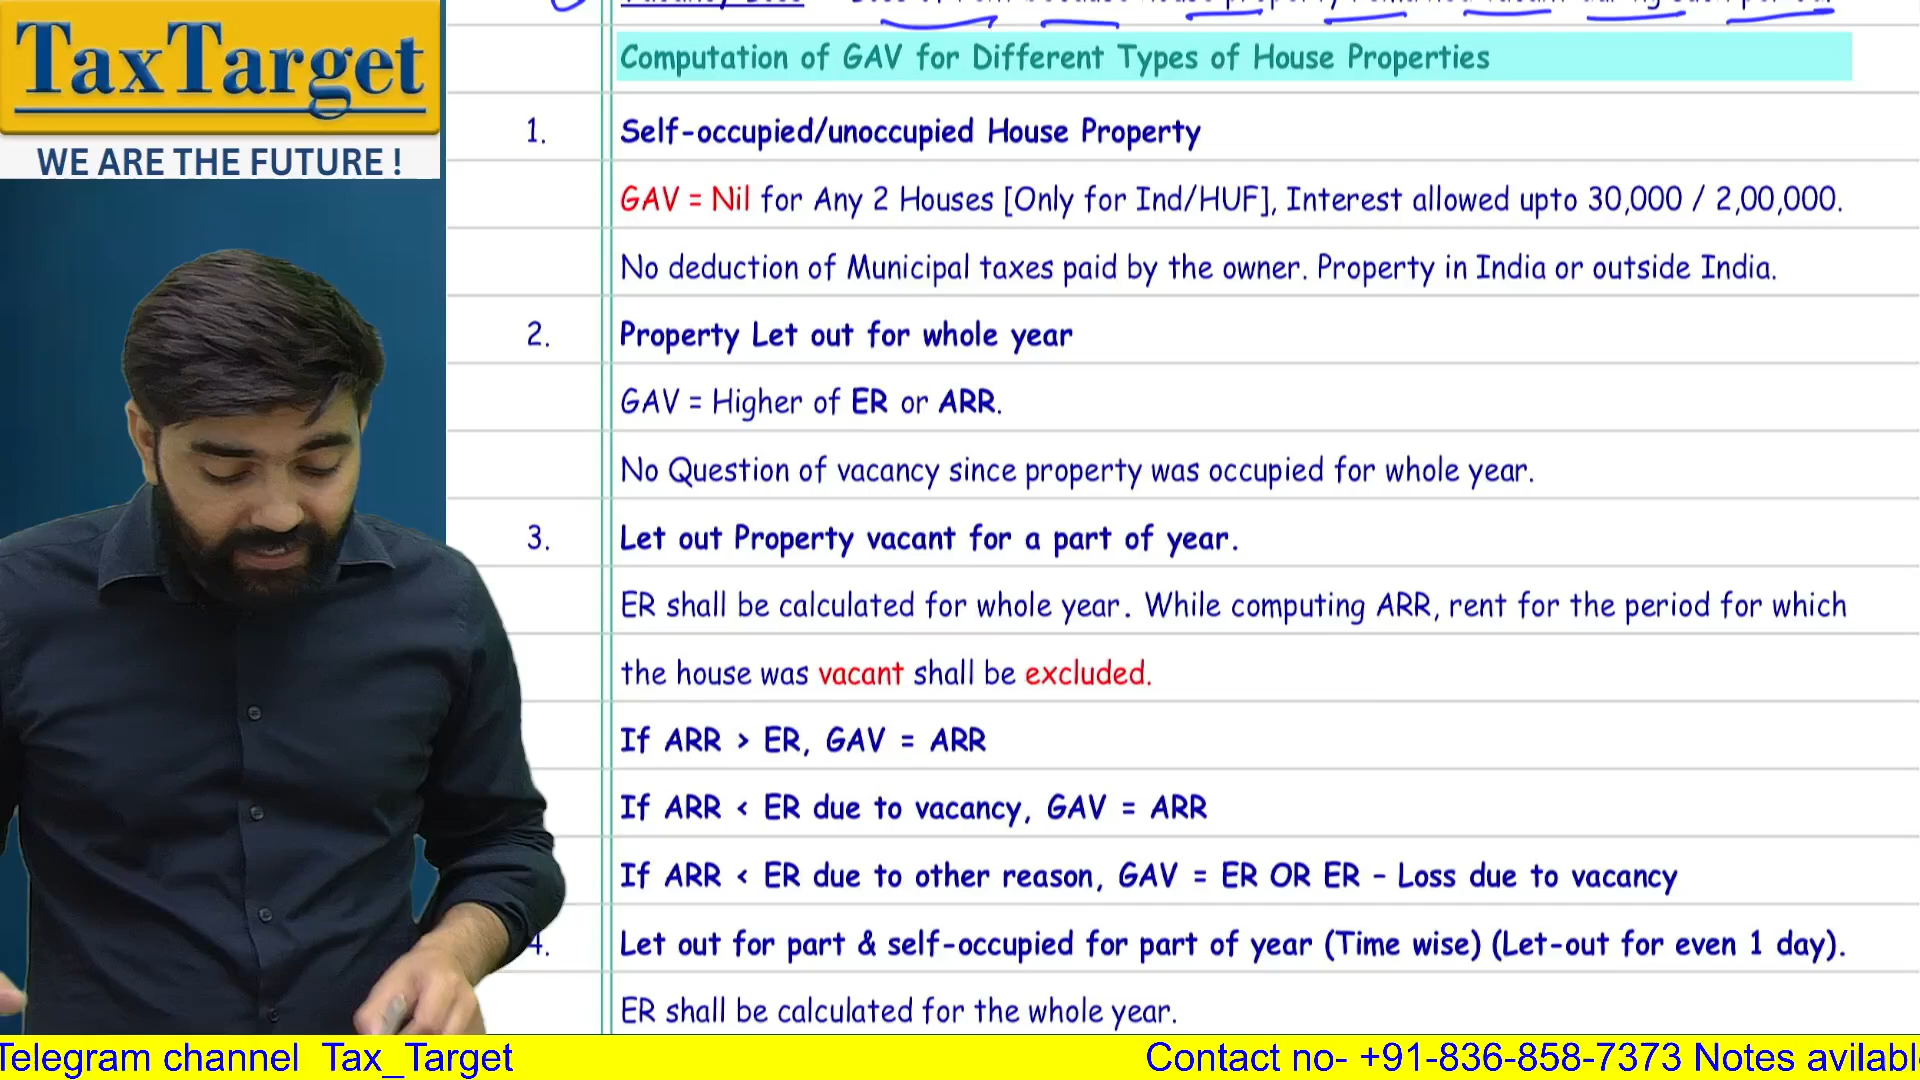 TaxTarget
WE ARE THE FUTURE !
Computation of GAV for Different Types of House Properties
1. Self-occupied/unoccupied House Property
GAV = Nil for Any 2 Houses [Only for Ind/HUF], Interest allowed upto 30,000 / 2,00,000.
No deduction of Municipal taxes paid by the owner. Property in India or outside India.
2. Property Let out for whole year
GAV = Higher of ER or ARR.
No Question of vacancy since property was occupied for whole year.
3. Let out Property vacant for a part of year.
ER shall be calculated for whole year. While computing ARR, rent for the period for which
the house was vacant shall be excluded.
If ARR > ER, GAV = ARR
If ARR < ER due to vacancy, GAV = ARR
If ARR < ER due to other reason, GAV = ER OR ER - Loss due to vacancy
4. Let out for part & self-occupied for part of year (Time wise) (Let-out for even 1 day).
ER shall be calculated for the whole year.
Telegram channel Tax_Target Contact no- +91-836-858-7373 Notes avilabl